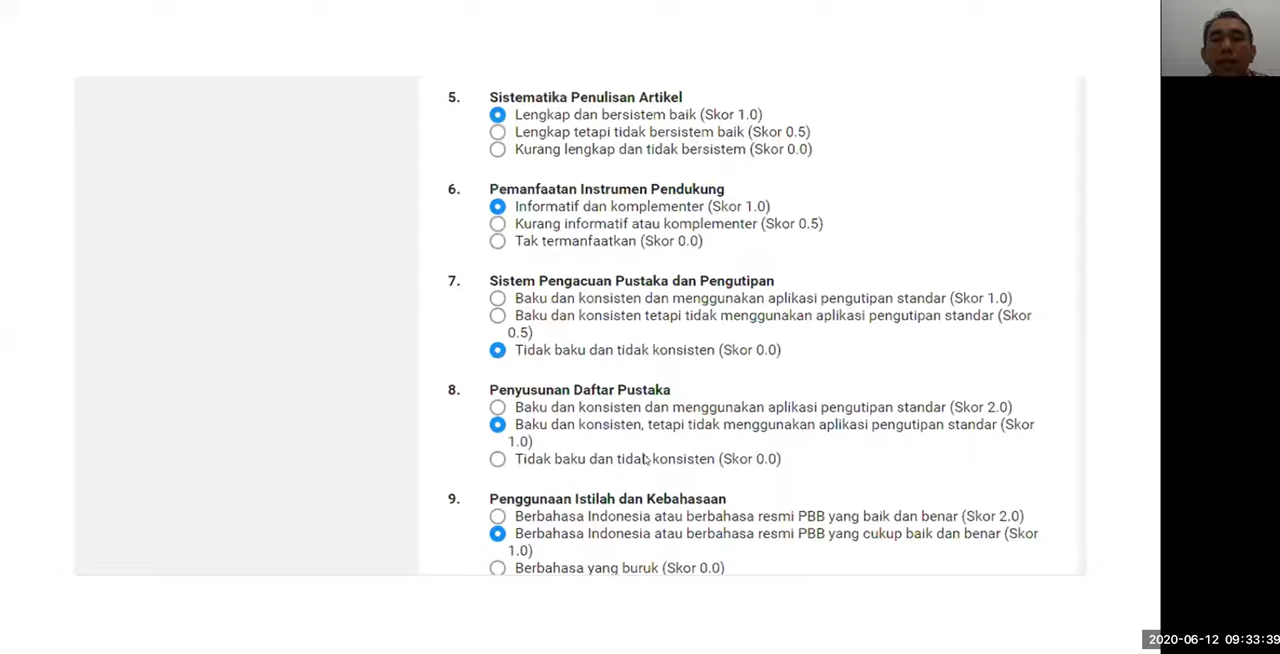 5. Sistematika Penulisan Artikel
Lengkap dan bersistem baik (Skor 1.0)
Lengkap tetapi tidak bersistem baik (Skor 0.5)
Kurang lengkap dan tidak bersistem (Skor 0.0)
6. Pemanfaatan Instrumen Pendukung
Informatif dan komplementer (Skor 1.0)
Kurang informatif atau komplementer (Skor 0.5)
Tak termanfaatkan (Skor 0.0)
7. Sistem Pengacuan Pustaka dan Pengutipan
Baku dan konsisten dan menggunakan aplikasi pengutipan standar (Skor 1.0)
Baku dan konsisten tetapi tidak menggunakan aplikasi pengutipan standar (Skor
0.5)
Tidak baku dan tidak konsisten (Skor 0.0)
8. Penyusunan Daftar Pustaka
Baku dan konsisten dan menggunakan aplikasi pengutipan standar (Skor 2.0)
Baku dan konsisten, tetapi tidak menggunakan aplikasi pengutipan standar (Skor
1.0)
Tidak baku dan tidak konsisten (Skor 0.0)
9. Penggunaan Istilah dan Kebahasaan
Berbahasa Indonesia atau berbahasa resmi PBB yang baik dan benar (Skor 2.0)
Berbahasa Indonesia atau berbahasa resmi PBB yang cukup baik dan benar (Skor
1.0)
Berbahasa yang buruk (Skor 0.0)
2020-06-12 09:33:39